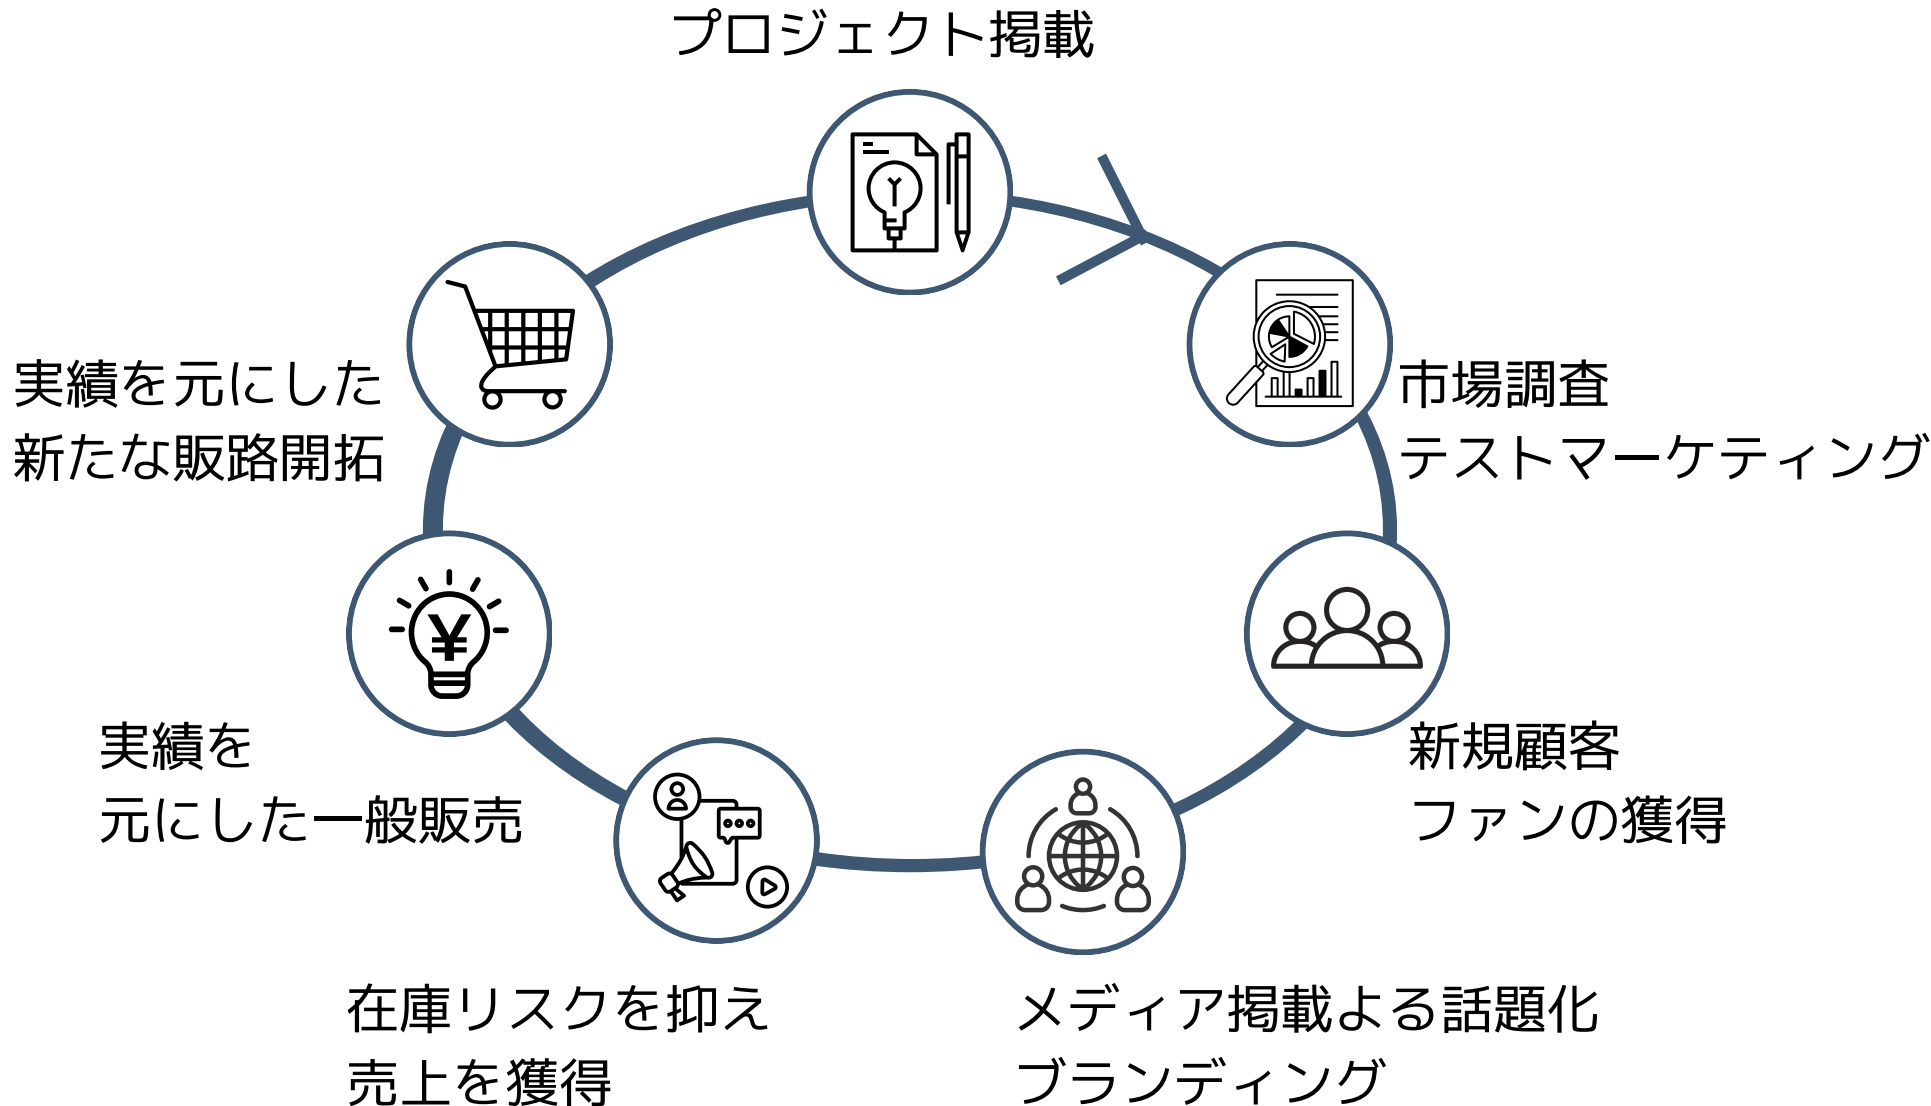 プロジェクト掲載
市場調査
テストマーケティング
新規顧客
ファンの獲得
メディア掲載よる話題化
ブランディング
在庫リスクを抑え
売上を獲得
実績を
元にした一般販売
実績を元にした
新たな販路開拓
¥